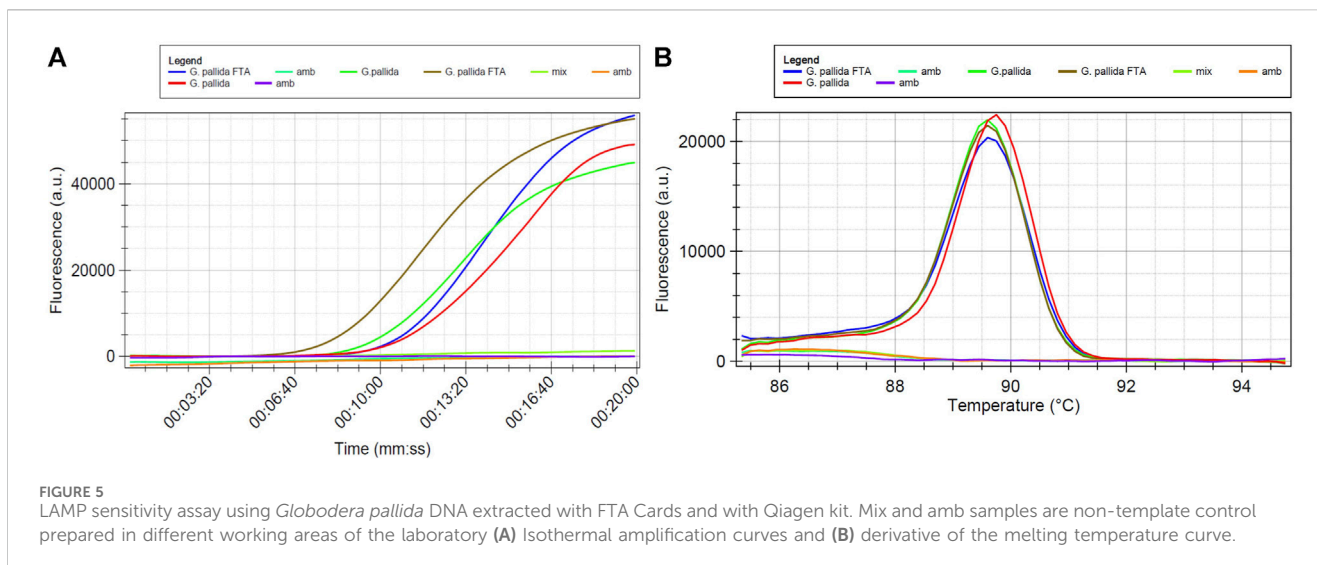 A
Legend
G. pallida FTA amb G.pallida G. pallida FTA mix amb
G. pallida amb
Fluorescence (a.u.)
40000
20000
0
00:03:20 00:06:40 00:10:00 00:13:20 00:16:40 00:20:00
Time (mm:ss)
B
Legend
G. pallida FTA amb G.pallida G. pallida FTA mix amb
G. pallida amb
Fluorescence (a.u.)
20000
10000
0
86 88 90 92 94
Temperature (°C)
FIGURE 5
LAMP sensitivity assay using Globodera pallida DNA extracted with FTA Cards and with Qiagen kit. Mix and amb samples are non-template control
prepared in different working areas of the laboratory (A) Isothermal amplification curves and (B) derivative of the melting temperature curve.